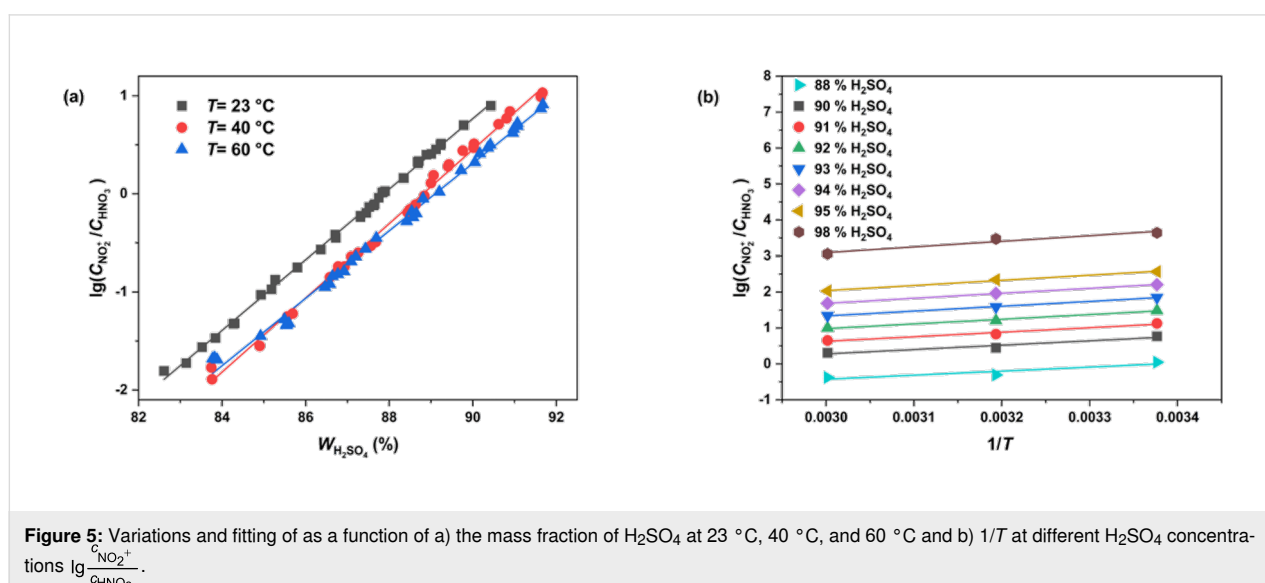 (a)
T= 23 °C
T= 40 °C
T= 60 °C
lg(C_NO₂⁺/C_HNO₃)
1
0
-1
-2
82
84
86
88
90
92
W_H₂SO₄ (%)
(b)
88 % H₂SO₄
90 % H₂SO₄
91 % H₂SO₄
92 % H₂SO₄
93 % H₂SO₄
94 % H₂SO₄
95 % H₂SO₄
98 % H₂SO₄
lg(C_NO₂⁺/C_HNO₃)
8
7
6
5
4
3
2
1
0
-1
0.0030
0.0031
0.0032
0.0033
0.0034
1/T
Figure 5: Variations and fitting of as a function of a) the mass fraction of H₂SO₄ at 23 °C, 40 °C, and 60 °C and b) 1/T at different H₂SO₄ concentra-
tions lg c_NO₂⁺/c_HNO₃.